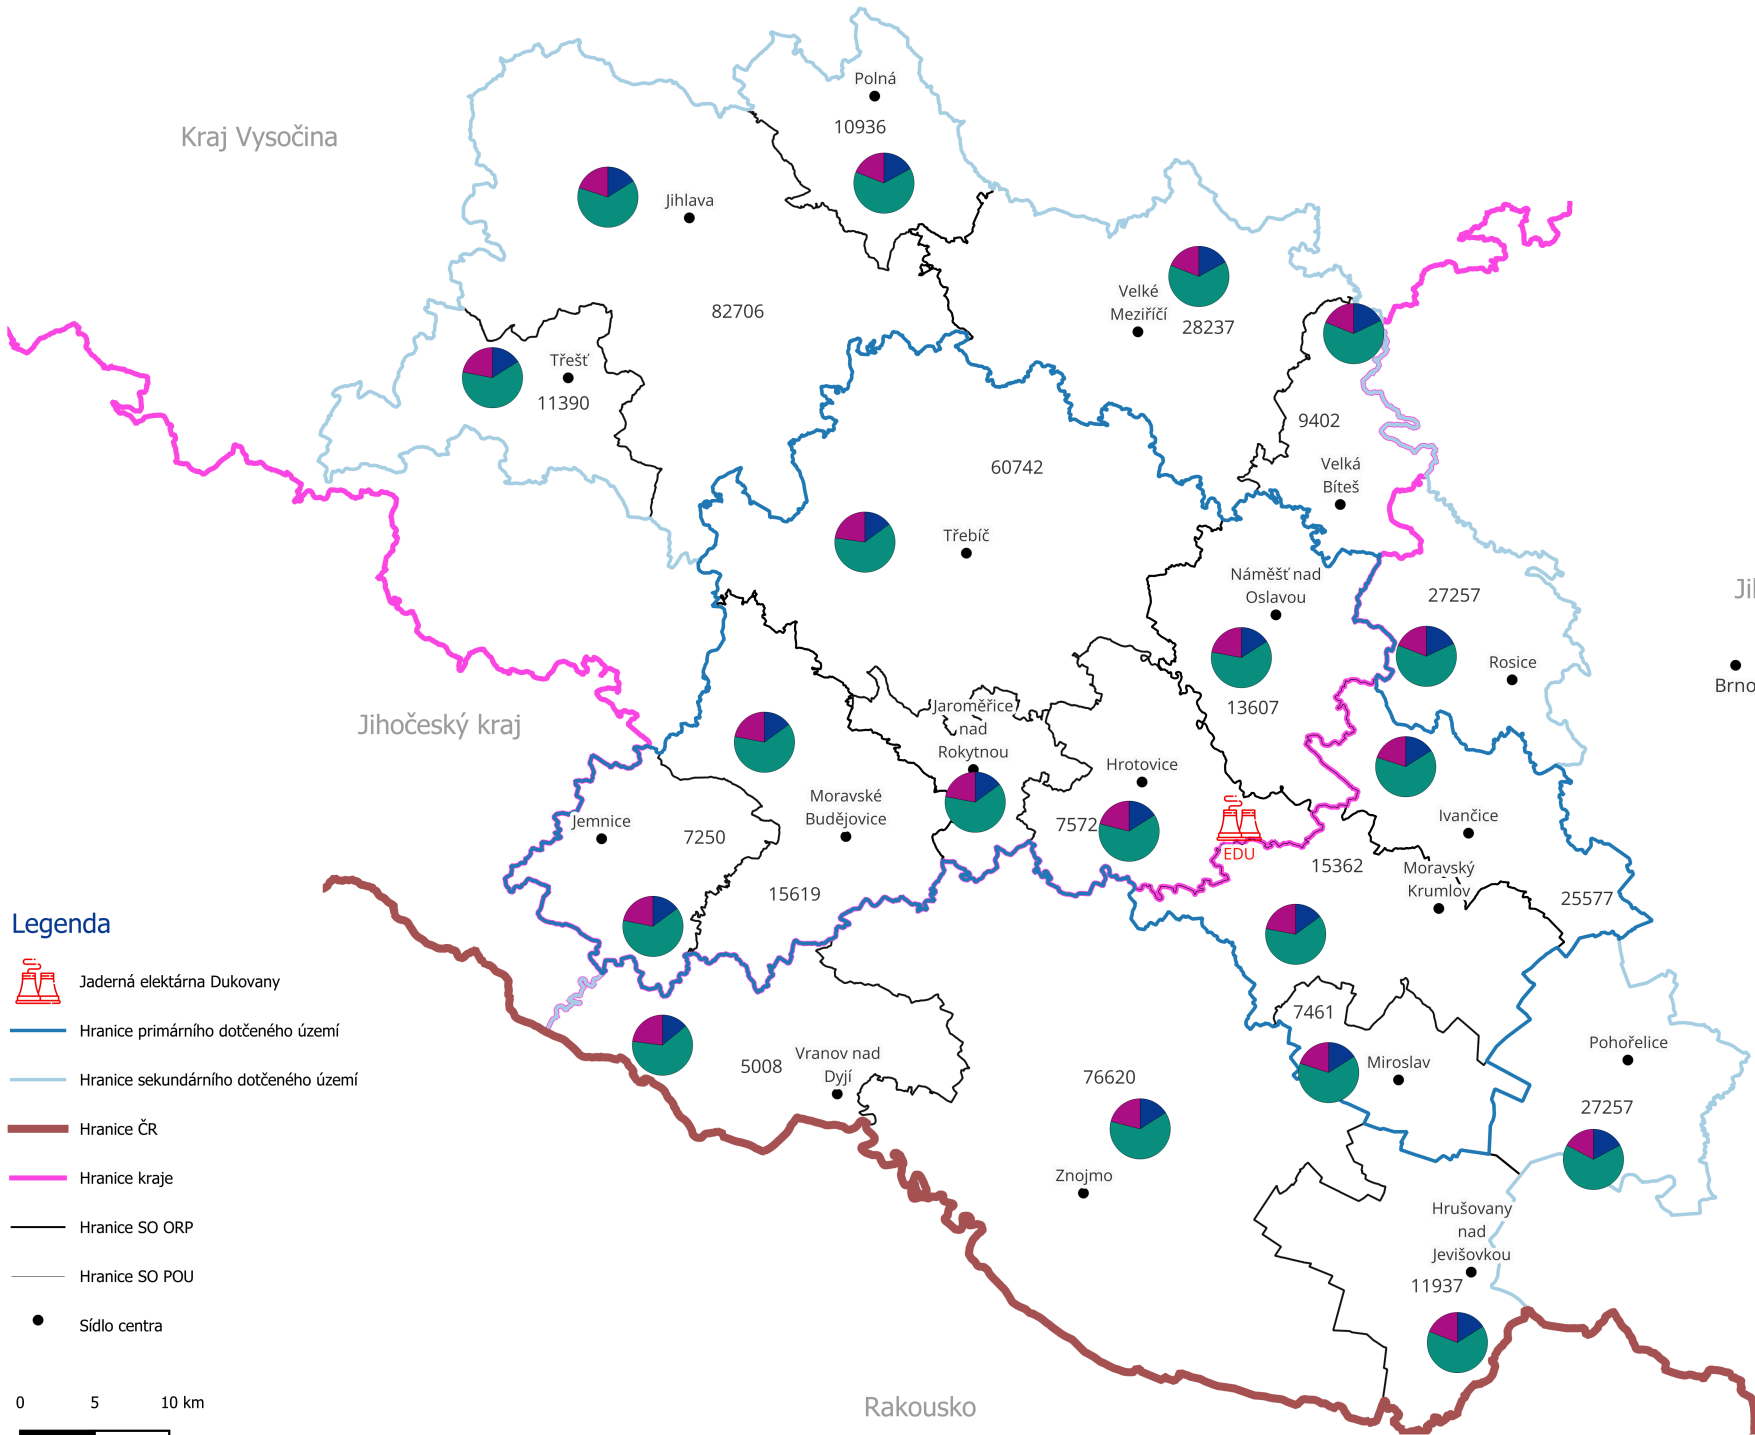 Polná
10936
Kraj Vysočina
Jihlava
82706
Velké
Meziříčí
28237
Třešť
11390
9402
60742
Velká
Bíteš
Třebíč
Náměšť nad
Oslavou
27257
Rosice
Brno
13607
Jihočeský kraj
Jaroměřice
nad
Rokytnou
Hrotovice
Moravské
Budějovice
Jemnice
7250
7572
EDU
Ivančice
15362
Moravský
Krumlov
25577
15619
7461
Miroslav
Pohořelice
Vranov nad
Dyjí
5008
76620
27257
Znojmo
Hrušovany
nad
Jevišovkou
11937
Rakousko
Legenda
Jaderná elektárna Dukovany
Hranice primárního dotčeného území
Hranice sekundárního dotčeného území
Hranice ČR
Hranice kraje
Hranice SO ORP
Hranice SO POU
Sídlo centra
0 5 10 km